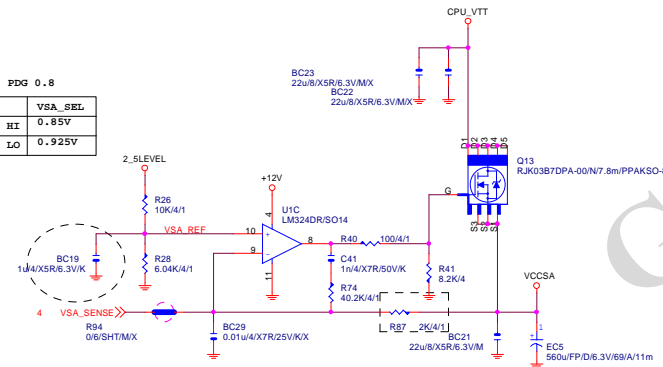 CPU_VTT
PDG 0.8
VSA_SEL
HI 0.85V
LO 0.925V
BC23
22u/8/X5R/6.3V/M/X
BC22
22u/8/X5R/6.3V/M/X
D1 D2 D3 D4 D5
Q13
RJK03B7DPA-00/N/7.8m/PPAKSO-8
G
S3 S2 S1
2_5LEVEL
+12V
R26
10K/4/1
U1C
LM324DR/SO14
4
VSA_REF
10
+
8
9
-
11
R40
100/4/1
BC19
1u/4/X5R/6.3V/K
R28
6.04K/4/1
C41
1n/4/X7R/50V/K
R41
8.2K/4
R74
40.2K/4/1
VCCSA
4 VSA_SENSE
R94
0/6/SHT/M/X
BC29
0.01u/4/X7R/25V/K/X
R87 2K/4/1
BC21
22u/8/X5R/6.3V/M
1
+
EC5
560u/FP/D/6.3V/69/A/11m